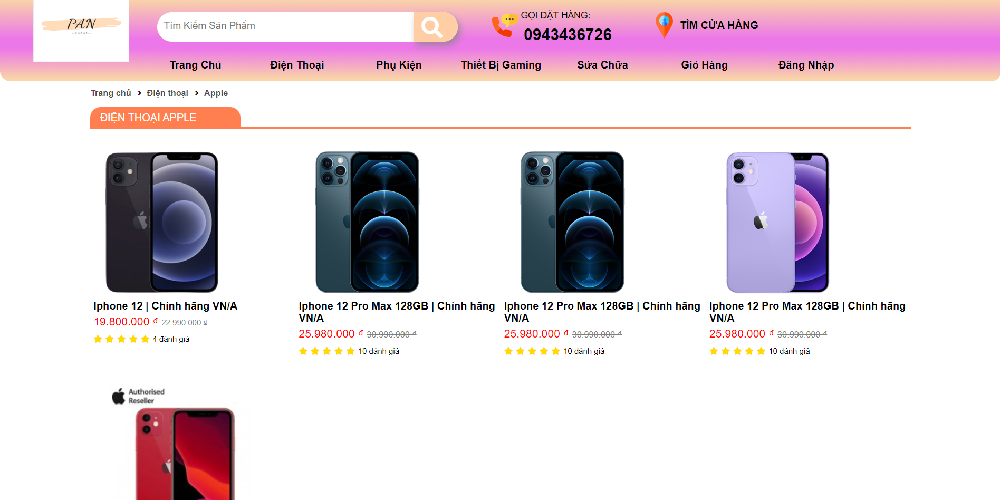 PAN
PHONE
Tìm Kiếm Sản Phẩm
GỌI ĐẶT HÀNG:
0943436726
TÌM CỬA HÀNG
Trang Chủ Điện Thoại Phụ Kiện Thiết Bị Gaming Sửa Chữa Giỏ Hàng Đăng Nhập
Trang chủ Điện thoại Apple
ĐIỆN THOẠI APPLE
Iphone 12 | Chính hãng VN/A
19.800.000 ₫ 22.990.000 ₫
4 đánh giá
Iphone 12 Pro Max 128GB | Chính hãng
VN/A
25.980.000 ₫ 30.990.000 ₫
10 đánh giá
Iphone 12 Pro Max 128GB | Chính hãng
VN/A
25.980.000 ₫ 30.990.000 ₫
10 đánh giá
Iphone 12 Pro Max 128GB | Chính hãng
VN/A
25.980.000 ₫ 30.990.000 ₫
10 đánh giá
Authorised
Reseller